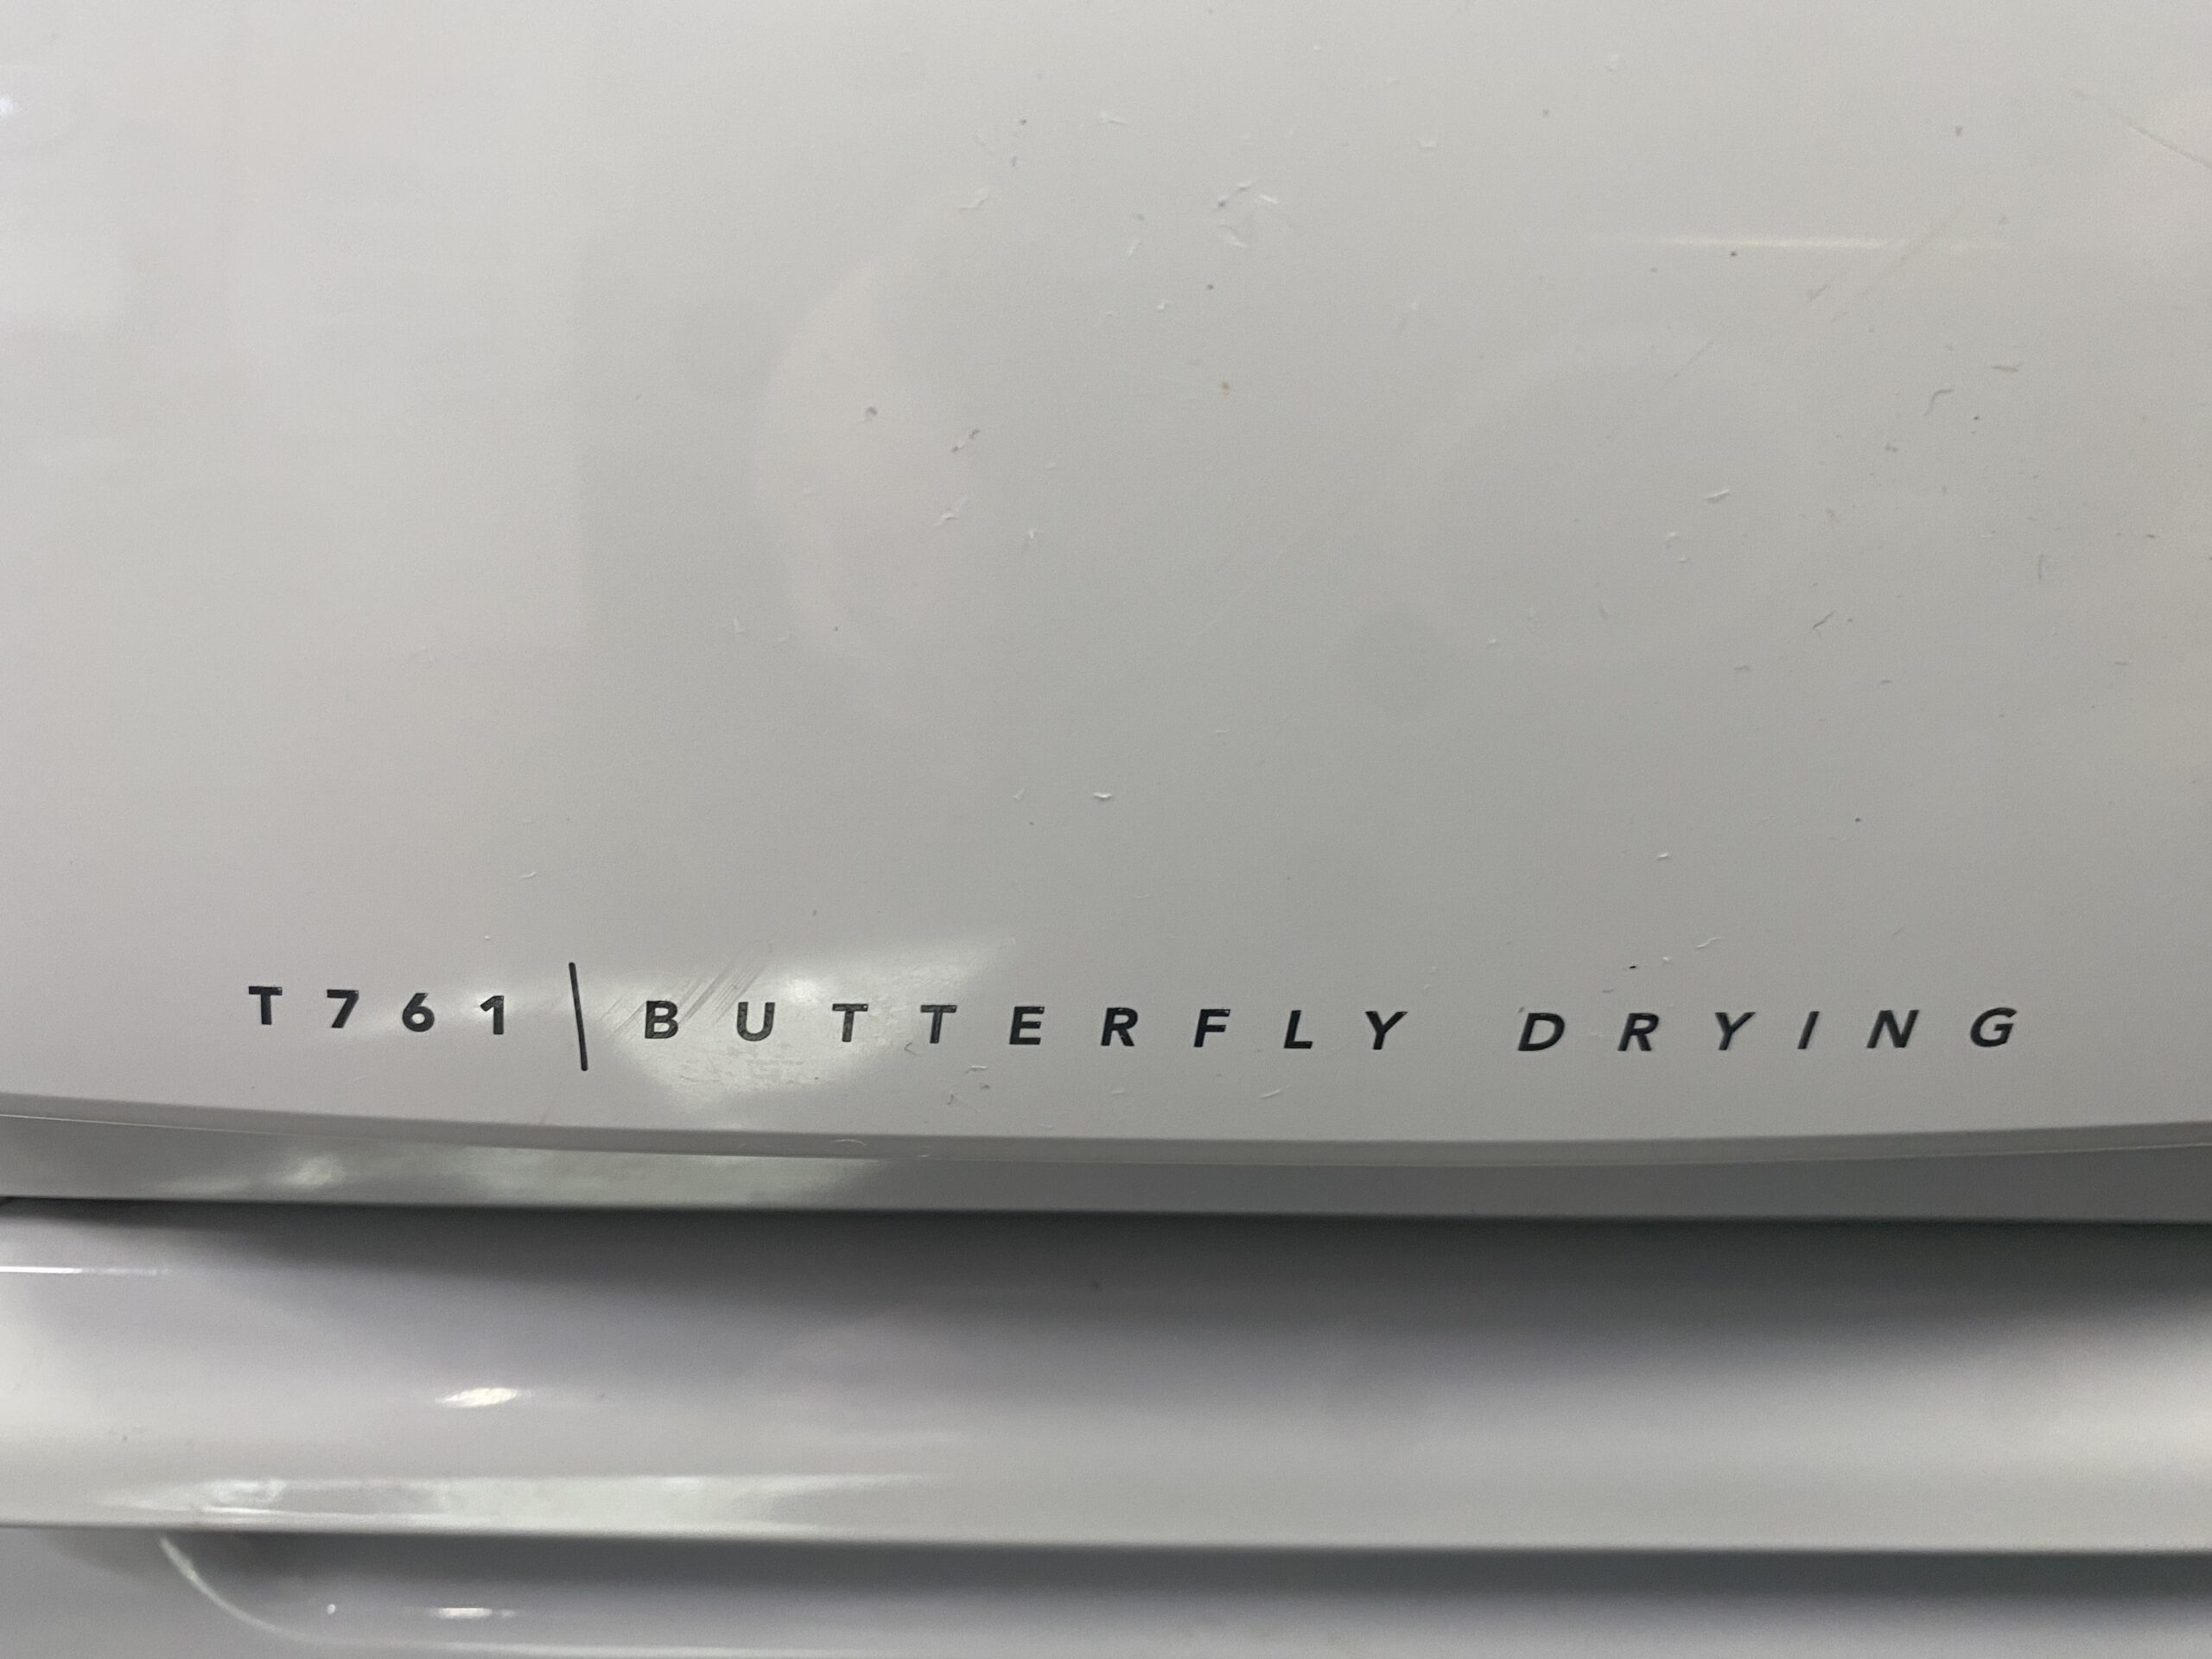 T761 | BUTTERFLY DRYING